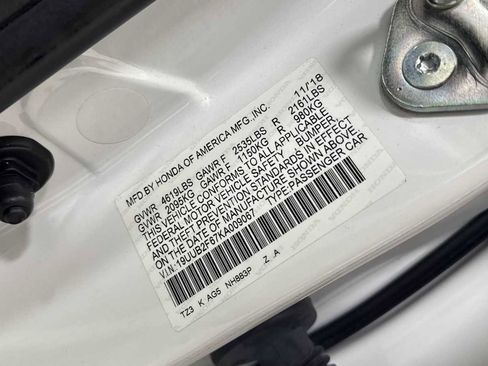 MFD BY HONDA OF AMERICA MFG.,INC. 11/18
GVWR 4619LBS GAWR F 2535LBS R 2161LBS
GVWR 2095KG GAWR F 1150KG R 980KG
THIS VEHICLE CONFORMS TO ALL APPLICABLE
FEDERAL MOTOR VEHICLE SAFETY, BUMPER,
AND THEFT PREVENTION STANDARDS IN EFFECT
ON THE DATE OF MANUFACTURE SHOWN ABOVE.
V.I.N. 19UUB2F67KA009067 TYPE:PASSENGER CAR
TZ3 K AG5 NH883P Z A